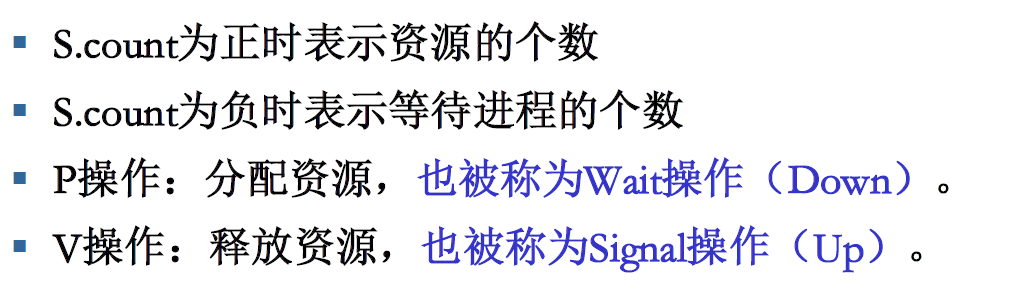 ▪ S.count为正时表示资源的个数
▪ S.count为负时表示等待进程的个数
▪ P操作：分配资源，也被称为Wait操作（Down）。
▪ V操作：释放资源，也被称为Signal操作（Up）。